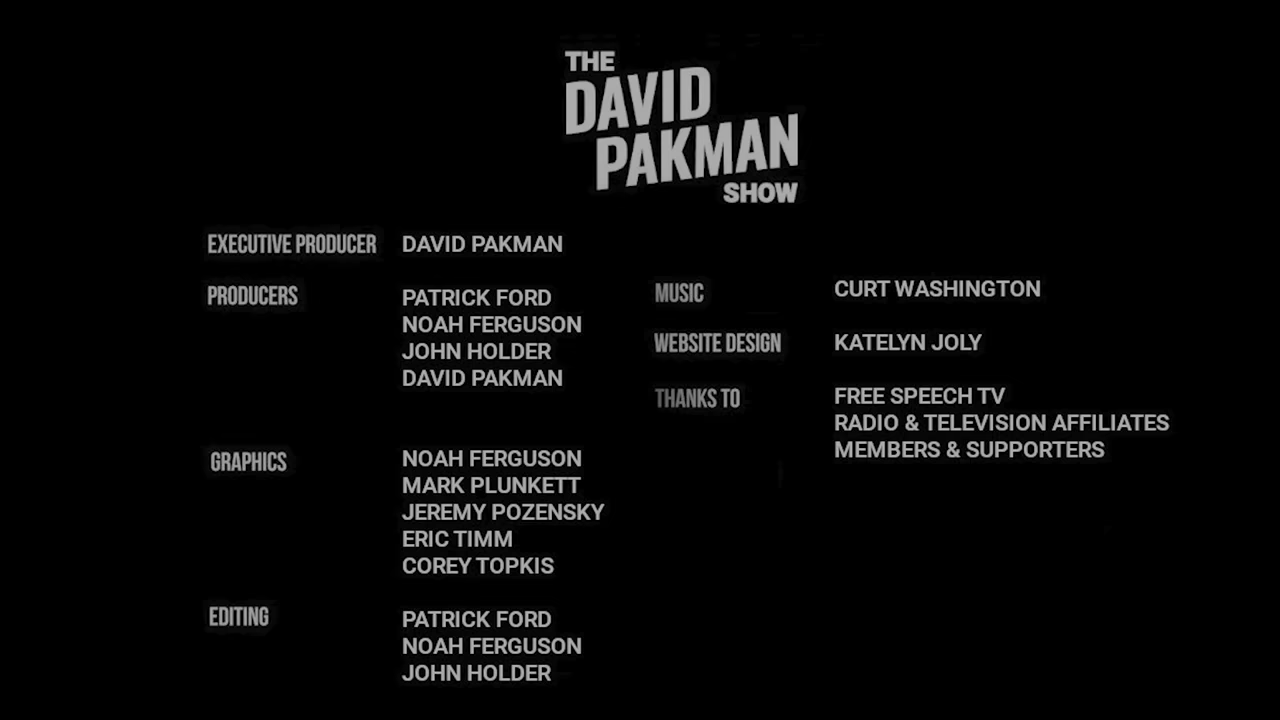 THE
DAVID
PAKMAN
SHOW
EXECUTIVE PRODUCER DAVID PAKMAN
PRODUCERS PATRICK FORD
NOAH FERGUSON
JOHN HOLDER
DAVID PAKMAN
GRAPHICS NOAH FERGUSON
MARK PLUNKETT
JEREMY POZENSKY
ERIC TIMM
COREY TOPKIS
EDITING PATRICK FORD
NOAH FERGUSON
JOHN HOLDER
MUSIC CURT WASHINGTON
WEBSITE DESIGN KATELYN JOLY
THANKS TO FREE SPEECH TV
RADIO & TELEVISION AFFILIATES
MEMBERS & SUPPORTERS